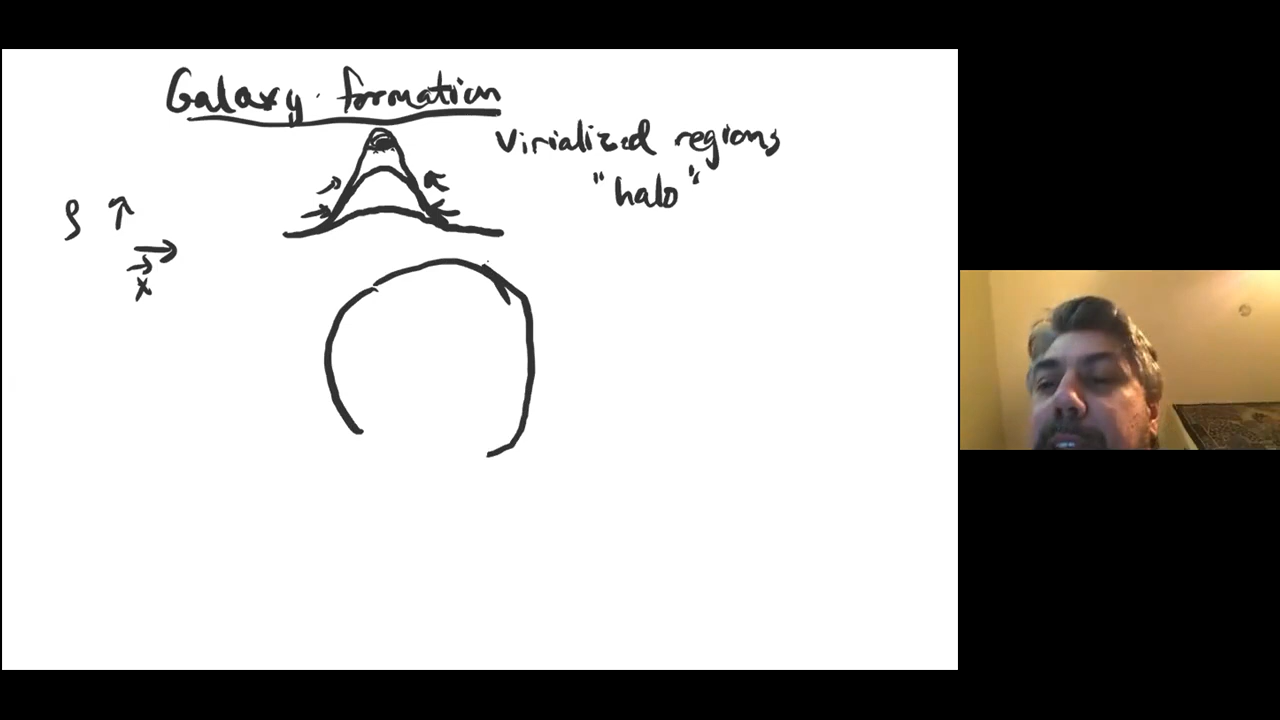 Galaxy formation
Virialized regions
"halo"
ρ ↑
→
x